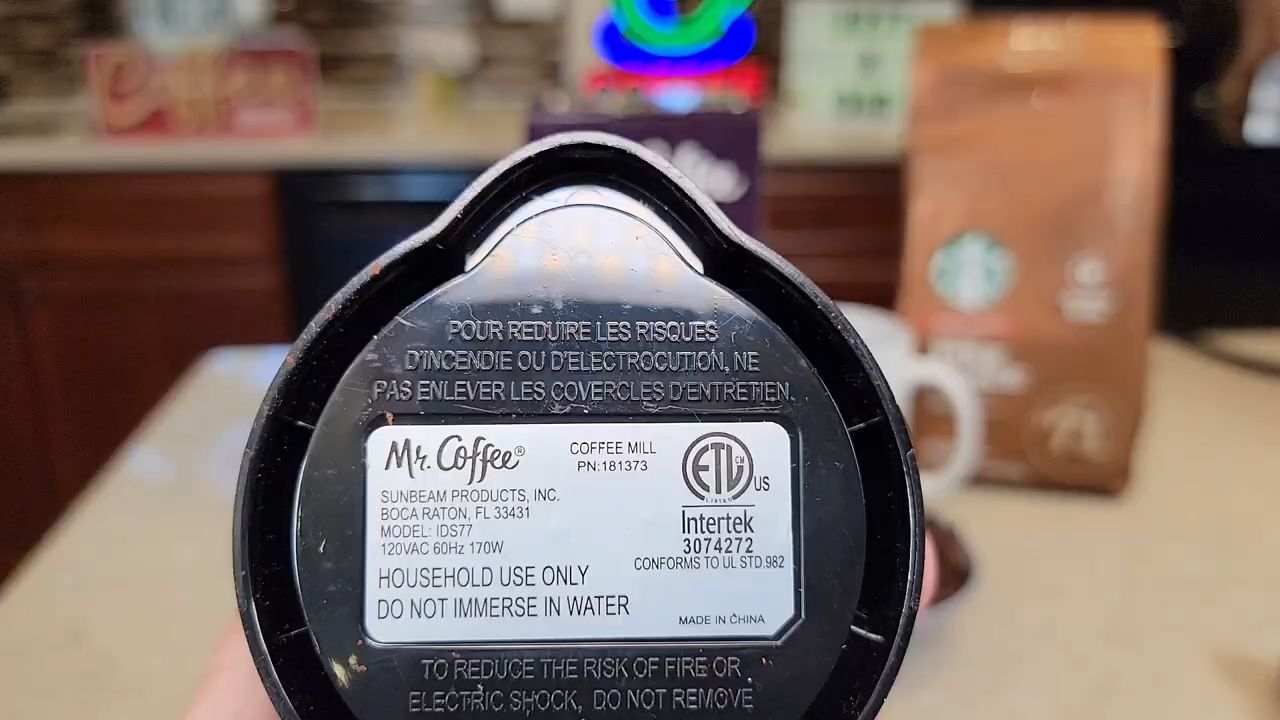 Coffee
POUR REDUIRE LES RISQUES
D'INCENDIE OU D'ELECTROCUTION, NE
PAS ENLEVER LES COVERCLES D'ENTRETIEN.
Mr. Coffee®
COFFEE MILL
PN:181373
SUNBEAM PRODUCTS, INC.
BOCA RATON, FL 33431
MODEL: IDS77
120VAC 60Hz 170W
HOUSEHOLD USE ONLY
DO NOT IMMERSE IN WATER
ETL CM
LISTED
US
Intertek
3074272
CONFORMS TO UL STD.982
MADE IN CHINA
TO REDUCE THE RISK OF FIRE OR
ELECTRIC SHOCK, DO NOT REMOVE